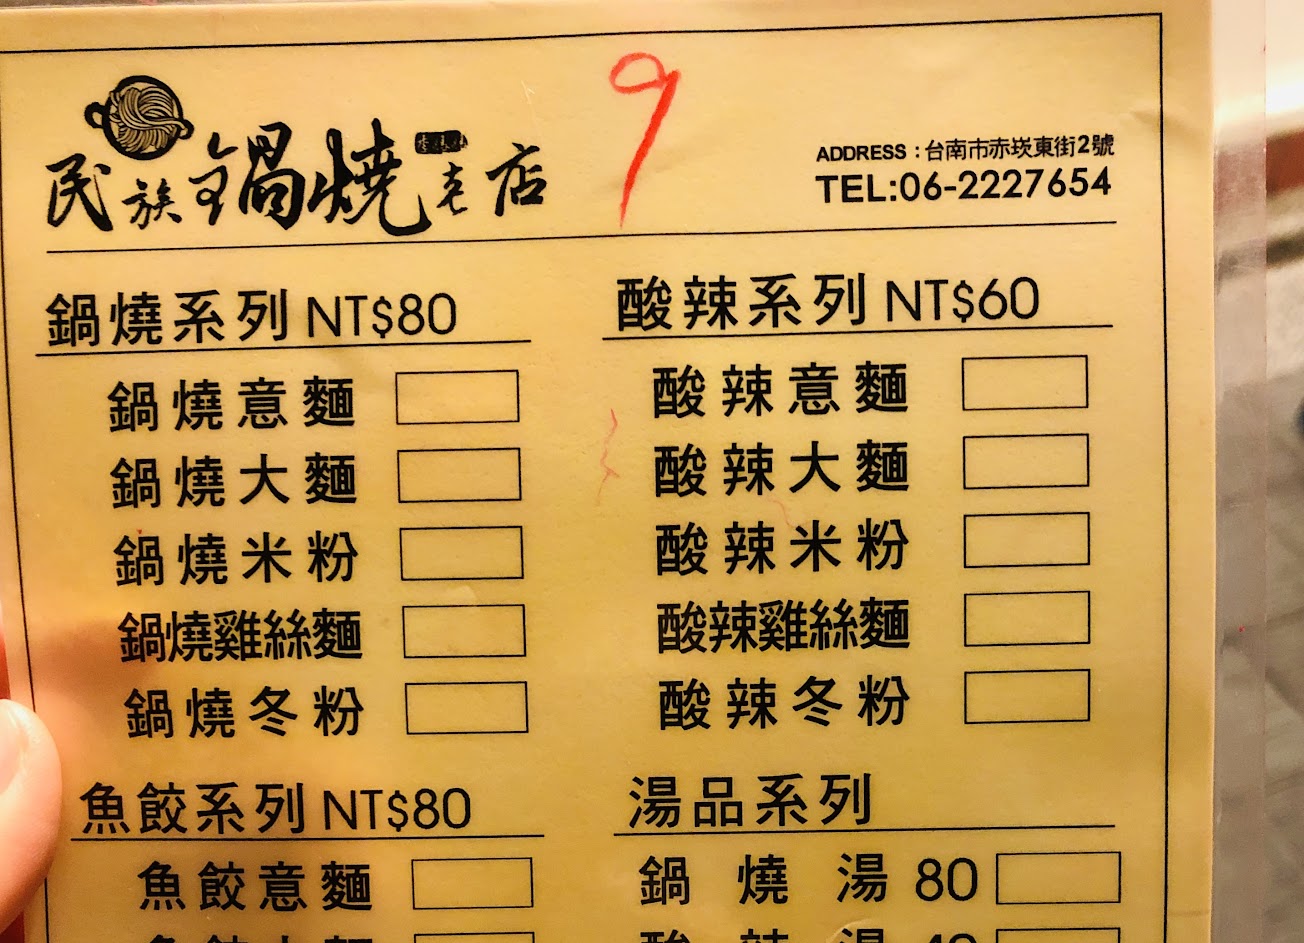 民族鍋燒老店
9
ADDRESS：台南市赤崁東街2號
TEL:06-2227654
鍋燒系列 NT$80
鍋燒意麵
鍋燒大麵
鍋燒米粉
鍋燒雞絲麵
鍋燒冬粉
魚餃系列 NT$80
魚餃意麵
酸辣系列 NT$60
酸辣意麵
酸辣大麵
酸辣米粉
酸辣雞絲麵
酸辣冬粉
湯品系列
鍋燒湯 80